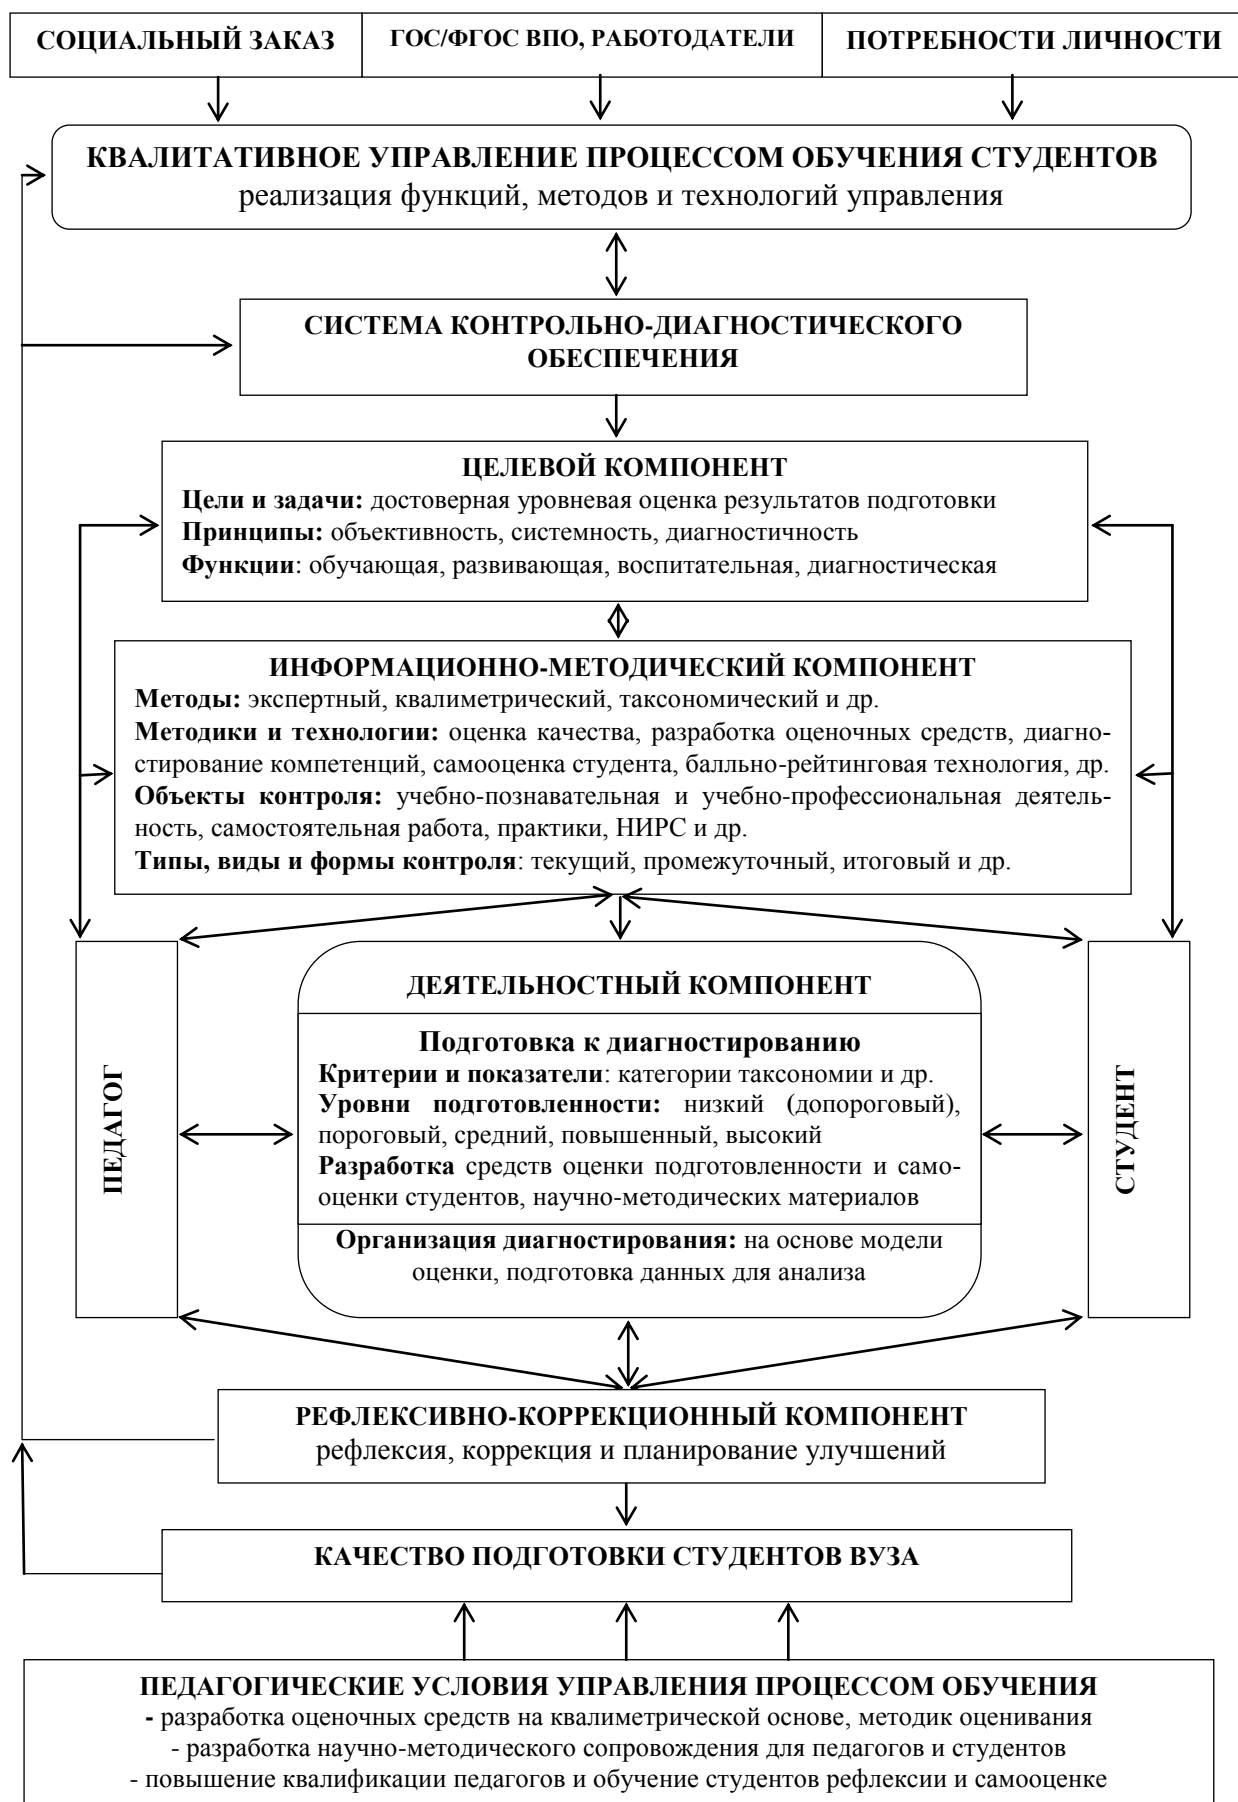 СОЦИАЛЬНЫЙ ЗАКАЗ
ГОС/ФГОС ВПО, РАБОТОДАТЕЛИ
ПОТРЕБНОСТИ ЛИЧНОСТИ
КВАЛИТАТИВНОЕ УПРАВЛЕНИЕ ПРОЦЕССОМ ОБУЧЕНИЯ СТУДЕНТОВ
реализация функций, методов и технологий управления
СИСТЕМА КОНТРОЛЬНО-ДИАГНОСТИЧЕСКОГО
ОБЕСПЕЧЕНИЯ
ЦЕЛЕВОЙ КОМПОНЕНТ
Цели и задачи: достоверная уровневая оценка результатов подготовки
Принципы: объективность, системность, диагностичность
Функции: обучающая, развивающая, воспитательная, диагностическая
ИНФОРМАЦИОННО-МЕТОДИЧЕСКИЙ КОМПОНЕНТ
Методы: экспертный, квалиметрический, таксономический и др.
Методики и технологии: оценка качества, разработка оценочных средств, диагно-
стирование компетенций, самооценка студента, балльно-рейтинговая технология, др.
Объекты контроля: учебно-познавательная и учебно-профессиональная деятель-
ность, самостоятельная работа, практики, НИРС и др.
Типы, виды и формы контроля: текущий, промежуточный, итоговый и др.
ПЕДАГОГ
ДЕЯТЕЛЬНОСТНЫЙ КОМПОНЕНТ
Подготовка к диагностированию
Критерии и показатели: категории таксономии и др.
Уровни подготовленности: низкий (допороговый),
пороговый, средний, повышенный, высокий
Разработка средств оценки подготовленности и само-
оценки студентов, научно-методических материалов
Организация диагностирования: на основе модели
оценки, подготовка данных для анализа
СТУДЕНТ
РЕФЛЕКСИВНО-КОРРЕКЦИОННЫЙ КОМПОНЕНТ
рефлексия, коррекция и планирование улучшений
КАЧЕСТВО ПОДГОТОВКИ СТУДЕНТОВ ВУЗА
ПЕДАГОГИЧЕСКИЕ УСЛОВИЯ УПРАВЛЕНИЯ ПРОЦЕССОМ ОБУЧЕНИЯ
- разработка оценочных средств на квалиметрической основе, методик оценивания
- разработка научно-методического сопровождения для педагогов и студентов
- повышение квалификации педагогов и обучение студентов рефлексии и самооценке